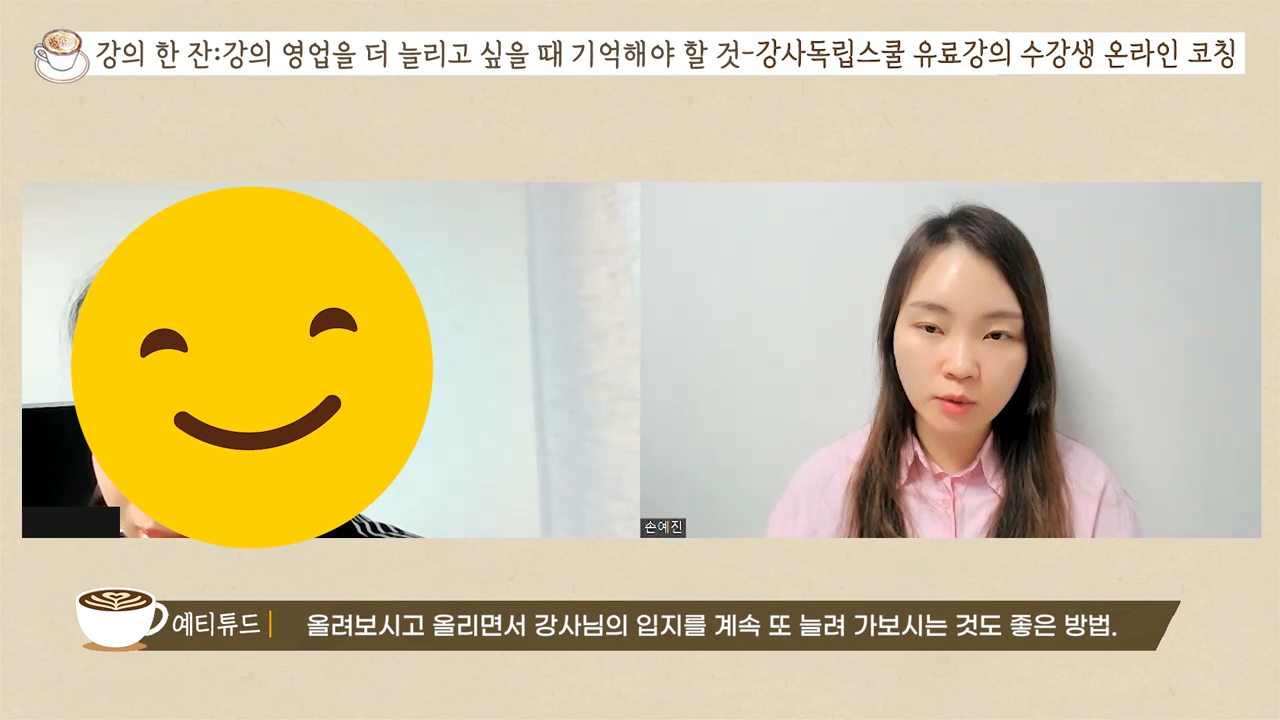 강의 한 잔:강의 영업을 더 늘리고 싶을 때 기억해야 할 것-강사독립스쿨 유료강의 수강생 온라인 코칭
손예진
예티튜드 올려보시고 올리면서 강사님의 입지를 계속 또 늘려 가보시는 것도 좋은 방법.